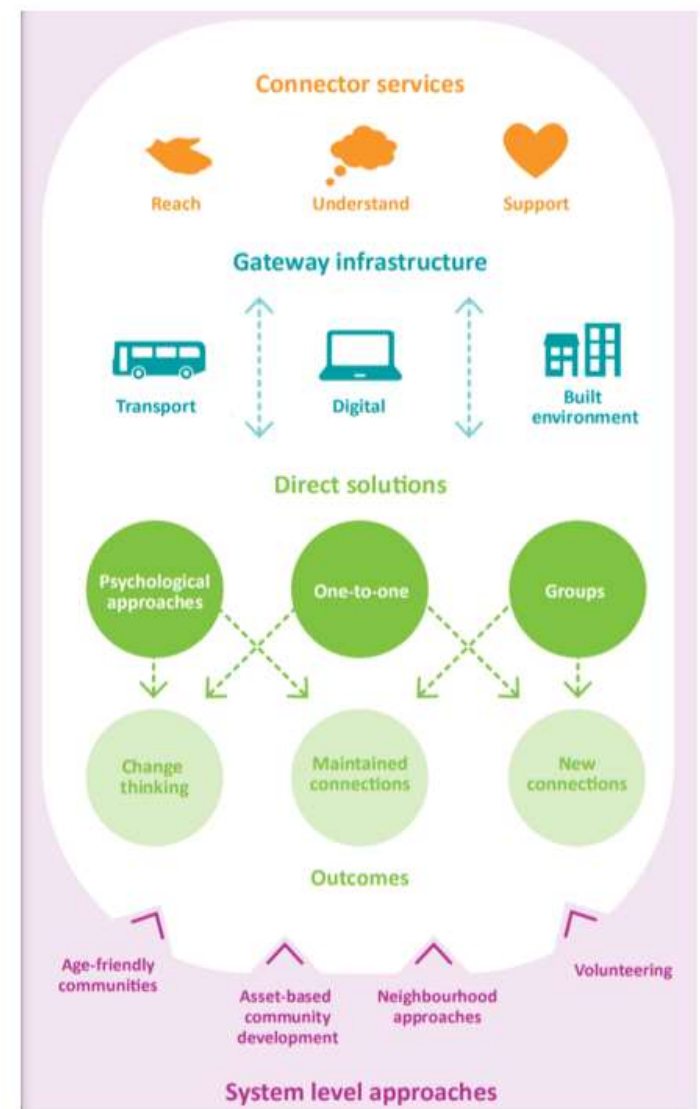 Connector services
Reach
Understand
Support
Gateway infrastructure
Transport
Digital
Built
environment
Direct solutions
Psychological
approaches
One-to-one
Groups
Change
thinking
Maintained
connections
New
connections
Outcomes
Age-friendly
communities
Asset-based
community
development
Neighbourhood
approaches
Volunteering
System level approaches